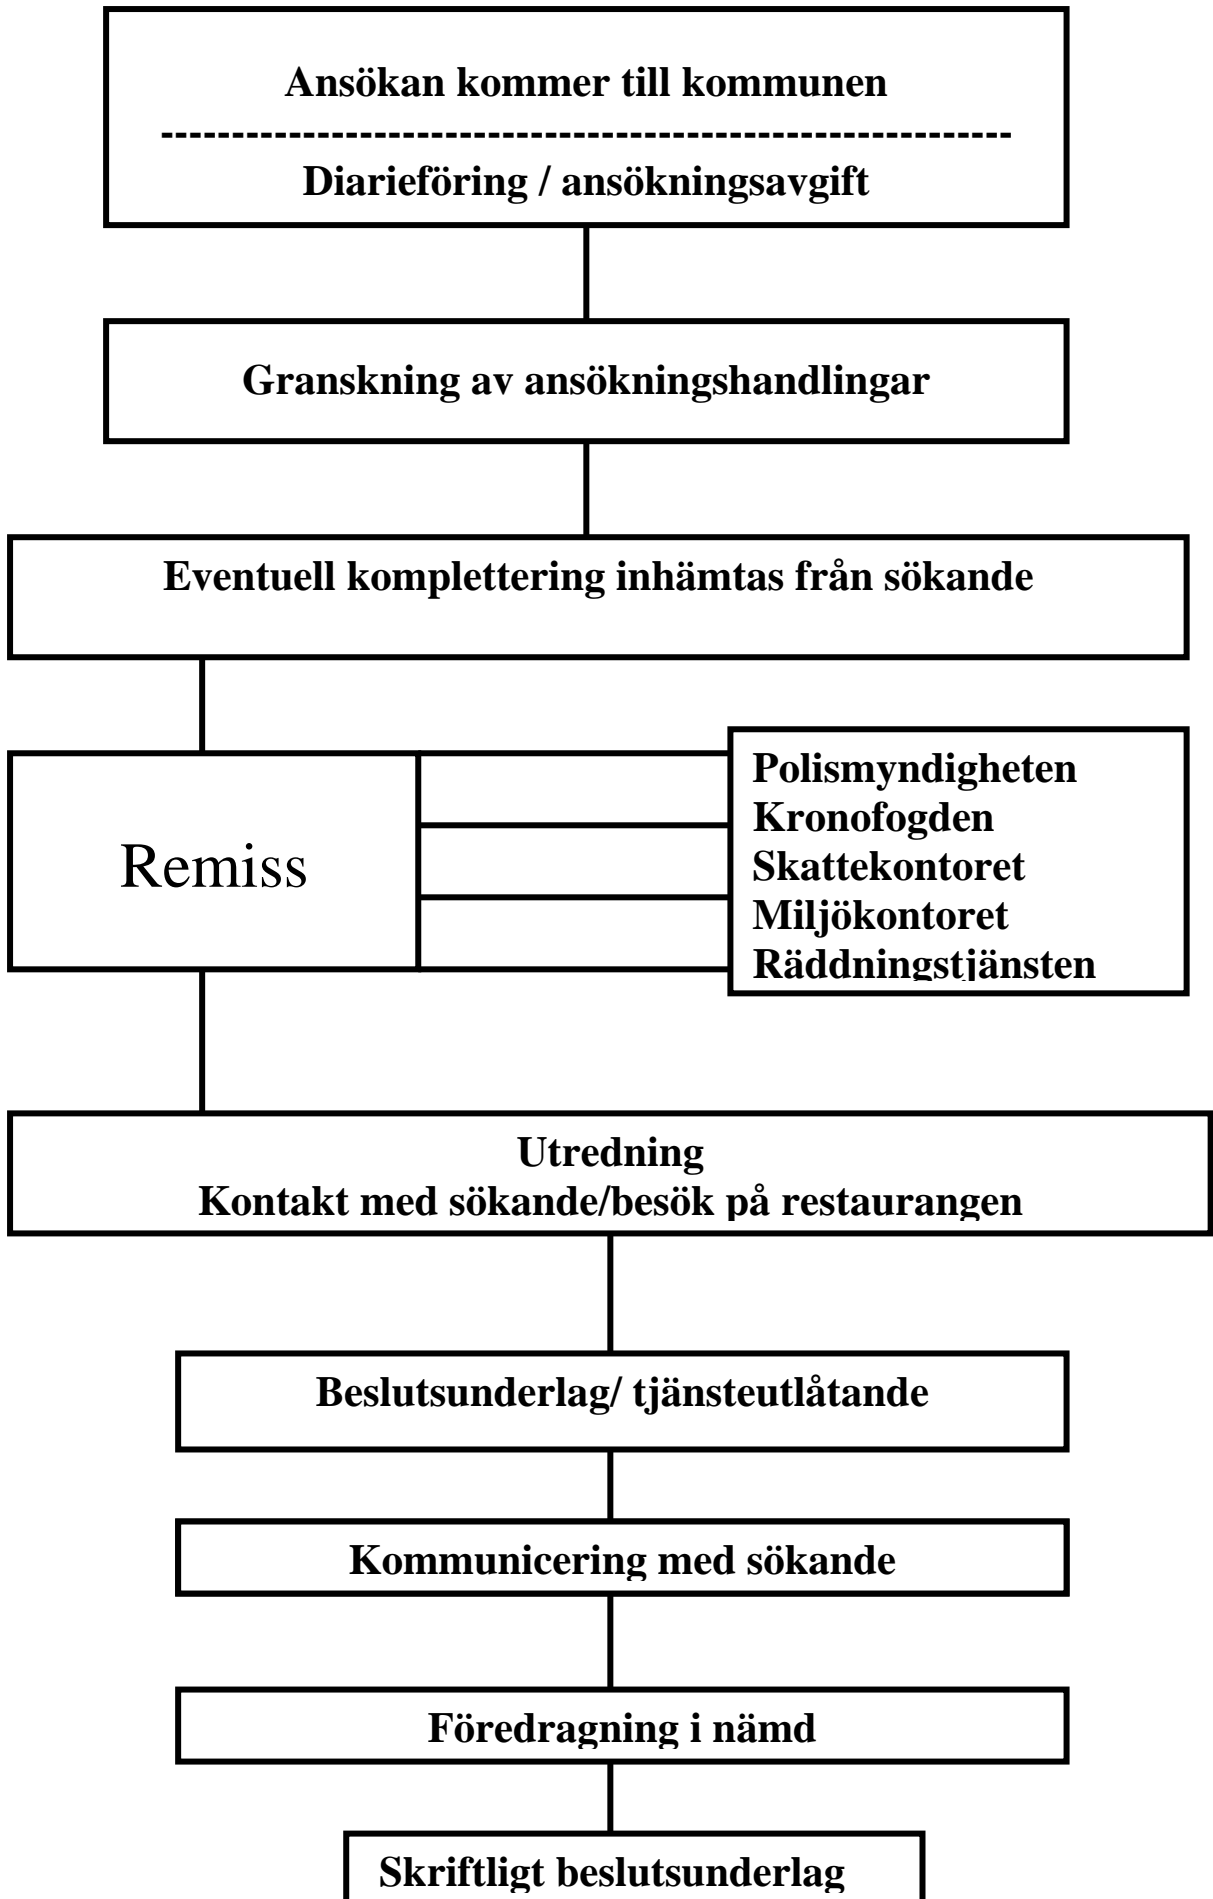 Ansökan kommer till kommunen
------------------------------------------------------------
Diarieföring / ansökningsavgift
Granskning av ansökningshandlingar
Eventuell komplettering inhämtas från sökande
Remiss
Polismyndigheten
Kronofogden
Skattekontoret
Miljökontoret
Räddningstjänsten
Utredning
Kontakt med sökande/besök på restaurangen
Beslutsunderlag/ tjänsteutlåtande
Kommunicering med sökande
Föredragning i nämd
Skriftligt beslutsunderlag